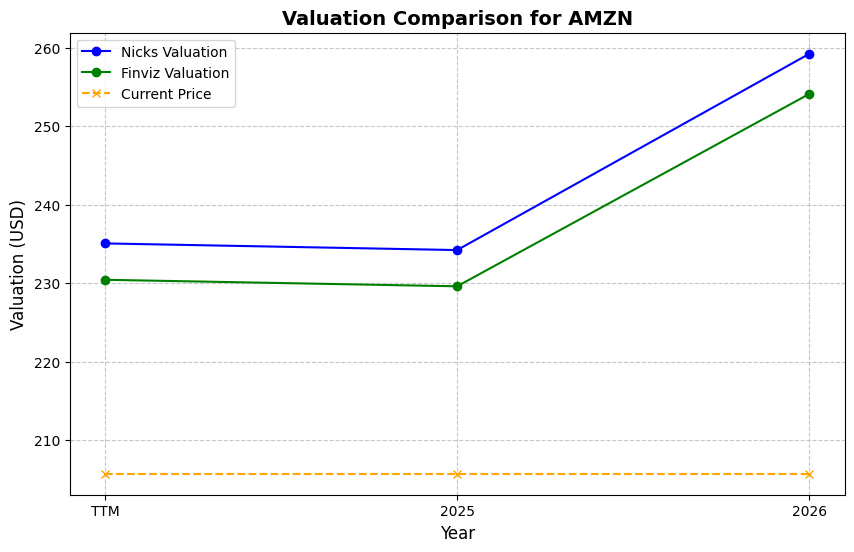 Valuation Comparison for AMZN
Nicks Valuation
Finviz Valuation
Current Price
Valuation (USD)
260
250
240
230
220
210
TTM
2025
2026
Year